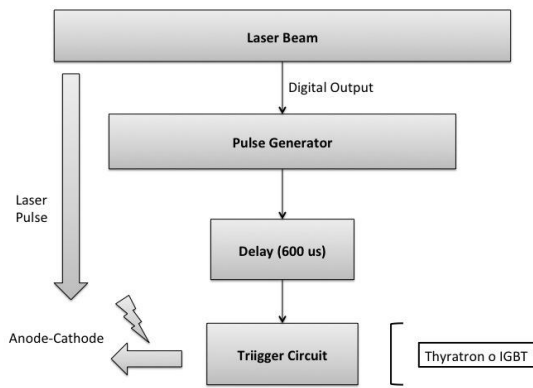 Laser Beam
Digital Output
Pulse Generator
Laser
Pulse
Delay (600 us)
Anode-Cathode
Triigger Circuit
Thyratron o IGBT